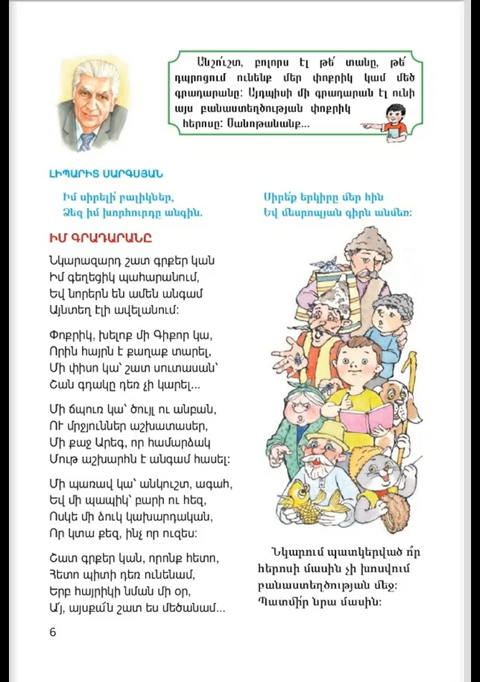 Անշո՛ւշտ, բոլորս էլ թե՛ տանը, թե՛
դպրոցում ունենք մեր փոքրիկ կամ մեծ
գրադարանը: Այդպիսի մի գրադարան էլ ունի
այս բանաստեղծության փոքրիկ
հերոսը: Ծանոթանանք...
ԼԻՊԱՐԻՏ ՍԱՐԳՍՅԱՆ
Իմ սիրելի՛ բալիկներ,
Ձեզ իմ խորհուրդը անգին.
Սիրե՛ք երկիրը մեր հին
Եվ մեսրոպյան գիրն անմեռ:
ԻՄ ԳՐԱԴԱՐԱՆԸ
Նկարազարդ շատ գրքեր կան
Իմ գեղեցիկ պահարանում,
Եվ նորերն են ամեն անգամ
Այնտեղ էլի ավելանում:
Փոքրիկ, խելոք մի Գիքոր կա,
Որին հայրն է քաղաք տարել,
Մի փիսո կա՝ շատ սուտասան՝
Շան գդակը դեռ չի կարել...
Մի ճպուռ կա՝ ծույլ ու անբան,
ՈՒ մրջյուններ աշխատասեր,
Մի քաջ Արեգ, որ համարձակ
Մութ աշխարհն է անգամ հասել:
Մի պառավ կա՝ անկուշտ, ագահ,
Եվ մի պապիկ՝ բարի ու հեզ,
Ոսկե մի ձուկ կախարդական,
Որ կտա քեզ, ինչ որ ուզես:
Շատ գրքեր կան, որոնք հետո,
Հետո պիտի դեռ ունենամ,
Երբ հայրիկի նման մի օր,
Ա՛յ, այսքա՛ն շատ ես մեծանամ...
Նկարում պատկերված ո՞ր
հերոսի մասին չի խոսվում
բանաստեղծության մեջ:
Պատմի՛ր նրա մասին:
6